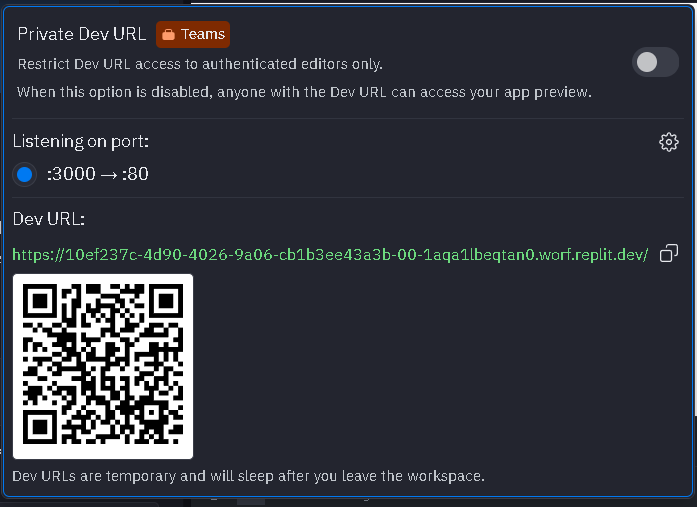 Private Dev URL Teams
Restrict Dev URL access to authenticated editors only.
When this option is disabled, anyone with the Dev URL can access your app preview.
Listening on port:
:3000 → :80
Dev URL:
https://10ef237c-4d90-4026-9a06-cb1b3ee43a3b-00-1aqa1lbeqtan0.worf.replit.dev/
Dev URLs are temporary and will sleep after you leave the workspace.